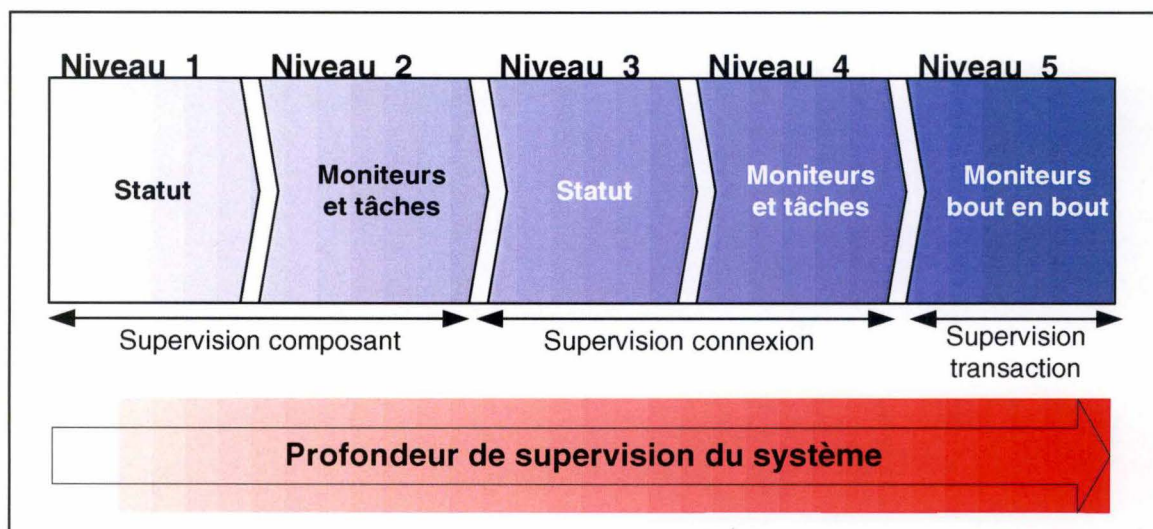 Niveau 1
Niveau 2
Niveau 3
Niveau 4
Niveau 5
Statut
Moniteurs
et tâches
Statut
Moniteurs
et tâches
Moniteurs
bout en bout
Supervision composant
Supervision connexion
Supervision
transaction
Profondeur de supervision du système